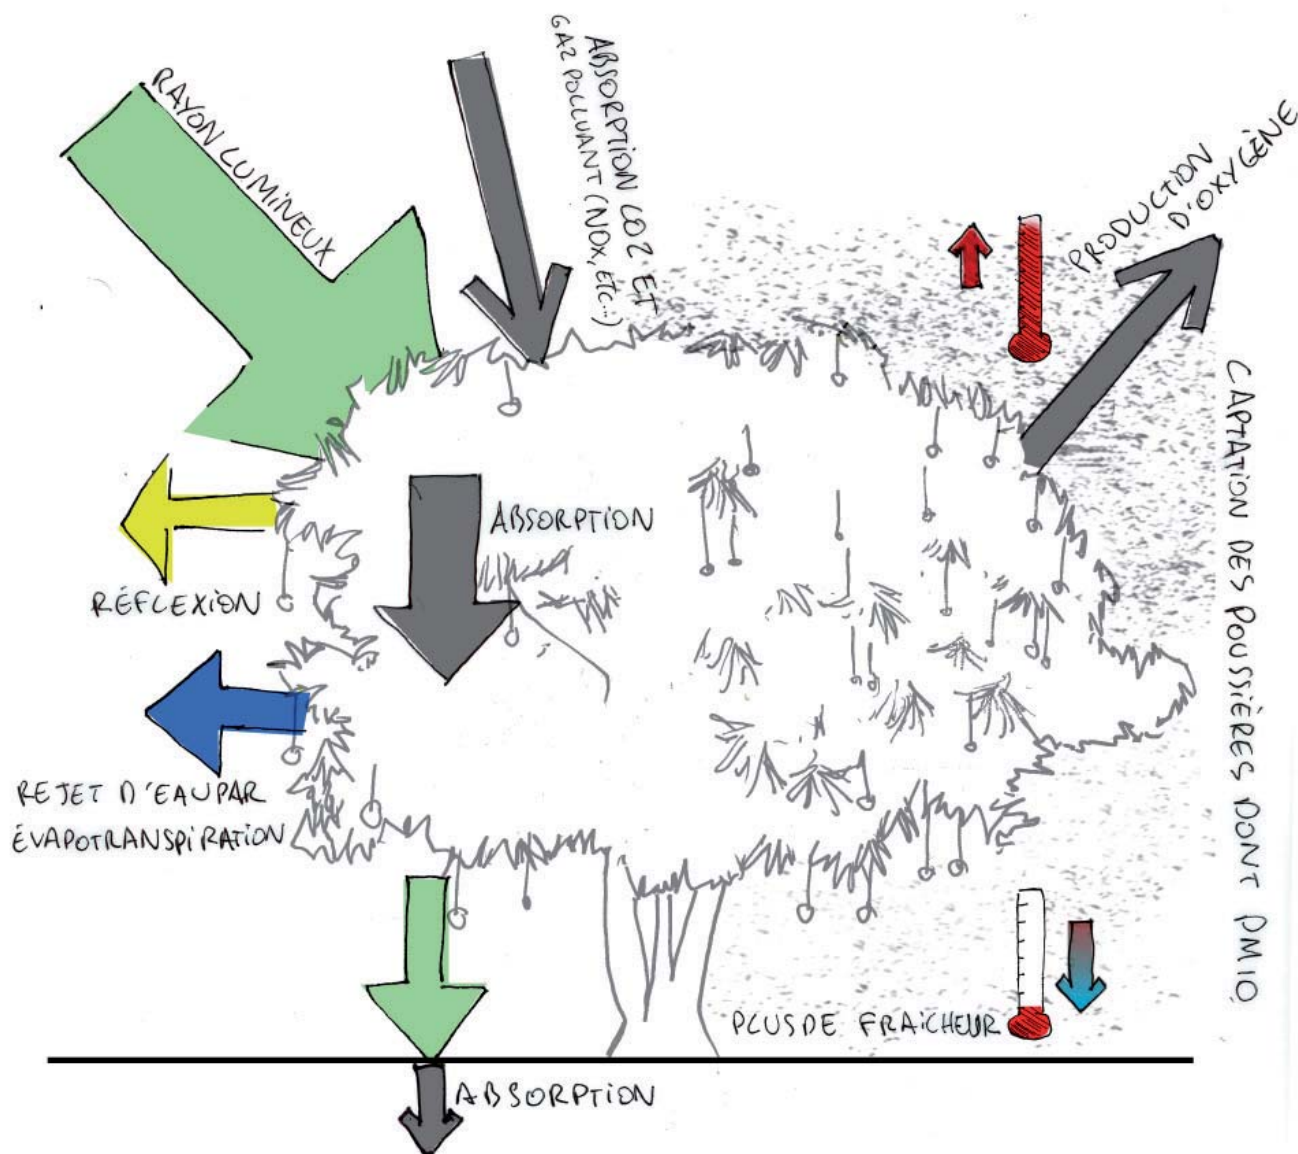 RAYON LUMINEUX
ABSORPTION CO2 ET
GAZ POLLUANT (NOX, ETC...)
PRODUCTION
D'OXYGÈNE
CAPTATION DES POUSSIÈRES DONT PM10
ABSORPTION
RÉFLEXION
REJET D'EAU PAR
ÉVAPOTRANSPIRATION
PLUS DE FRAÎCHEUR
ABSORPTION